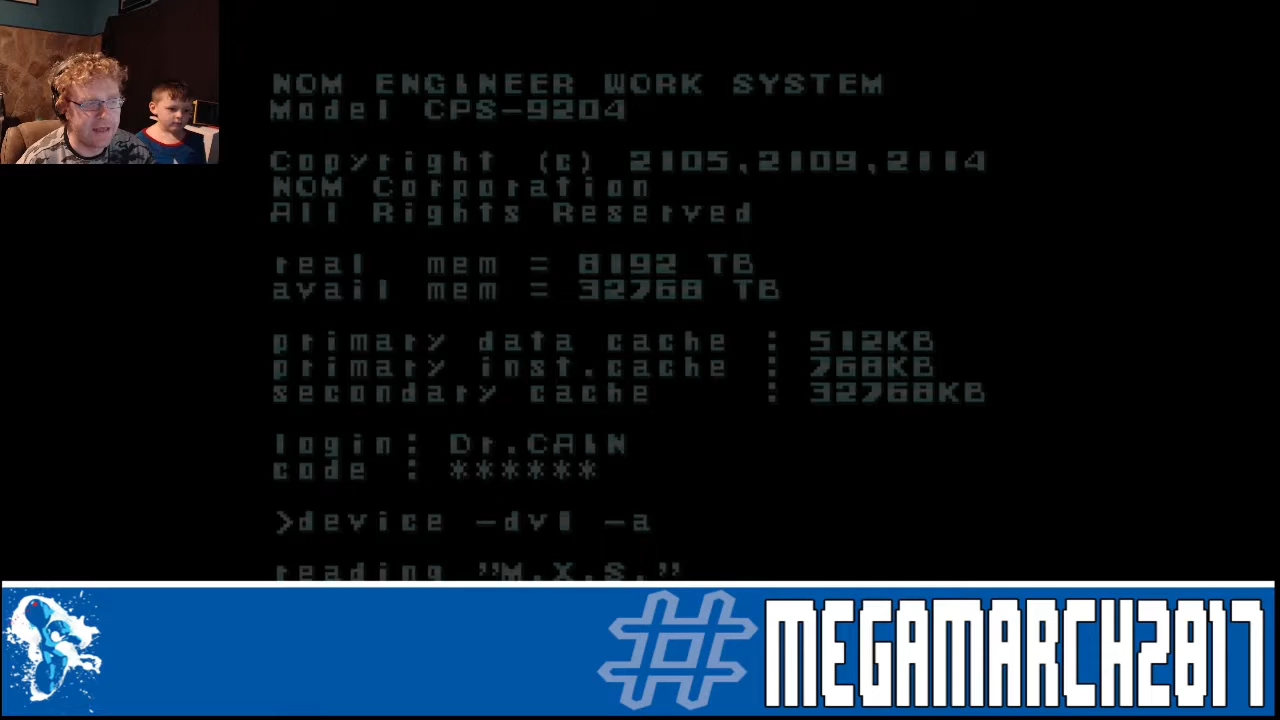 NOM ENGINEER WORK SYSTEM
Model CPS-9204
Copyright (c) 2105,2109,2114
NOM Corporation
All Rights Reserved
real mem = 8192 TB
avail mem = 32768 TB
primary data cache : 512KB
primary inst.cache : 768KB
secondary cache : 32768KB
login: Dr.CAIN
code : ******
>device -dvl -a
reading "M.X.S."
#MEGAMARCH2017